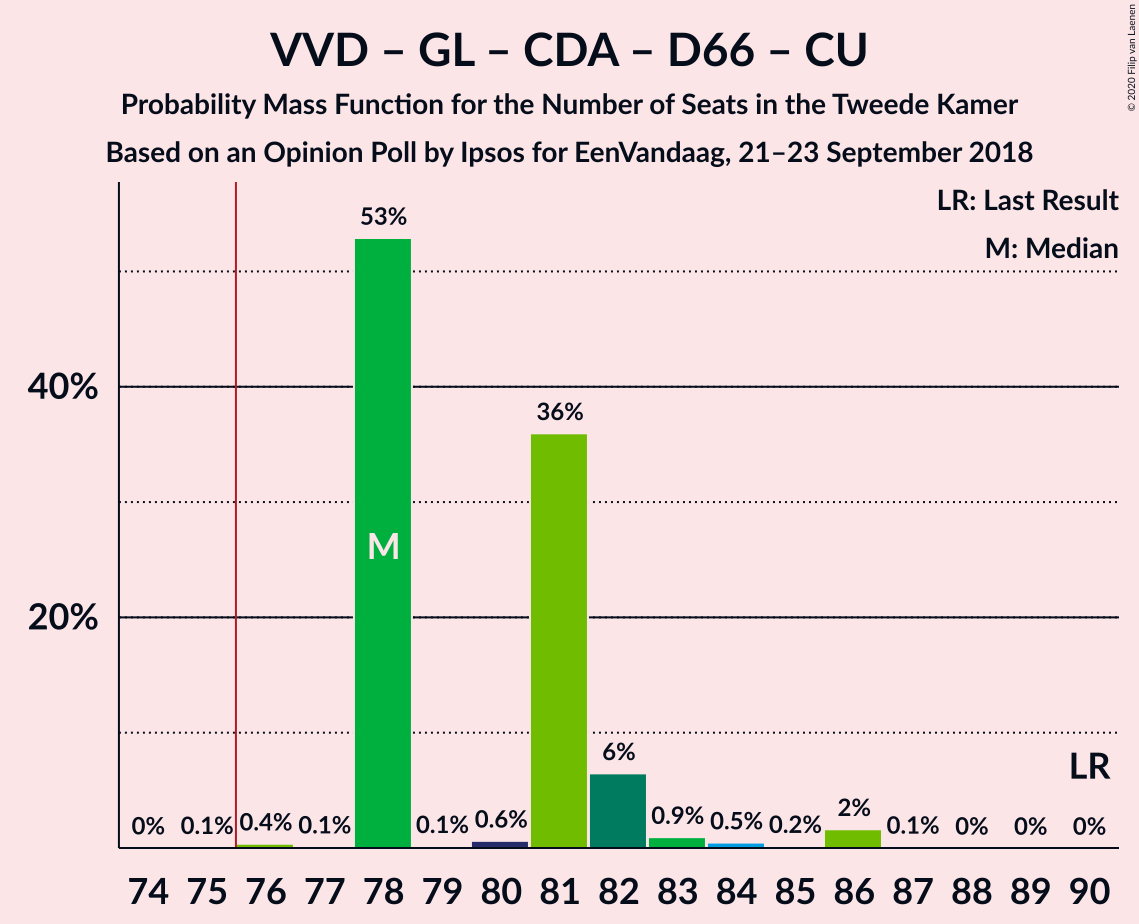 VVD – GL – CDA – D66 – CU
Probability Mass Function for the Number of Seats in the Tweede Kamer
Based on an Opinion Poll by Ipsos for EenVandaag, 21–23 September 2018
© 2020 Filip van Laenen
LR: Last Result
M: Median
53%
40%
36%
M
20%
6%
LR
0% 0.1% 0.4% 0.1% 0.1% 0.6% 0.9% 0.5% 0.2% 2% 0.1% 0% 0% 0%
74 75 76 77 78 79 80 81 82 83 84 85 86 87 88 89 90